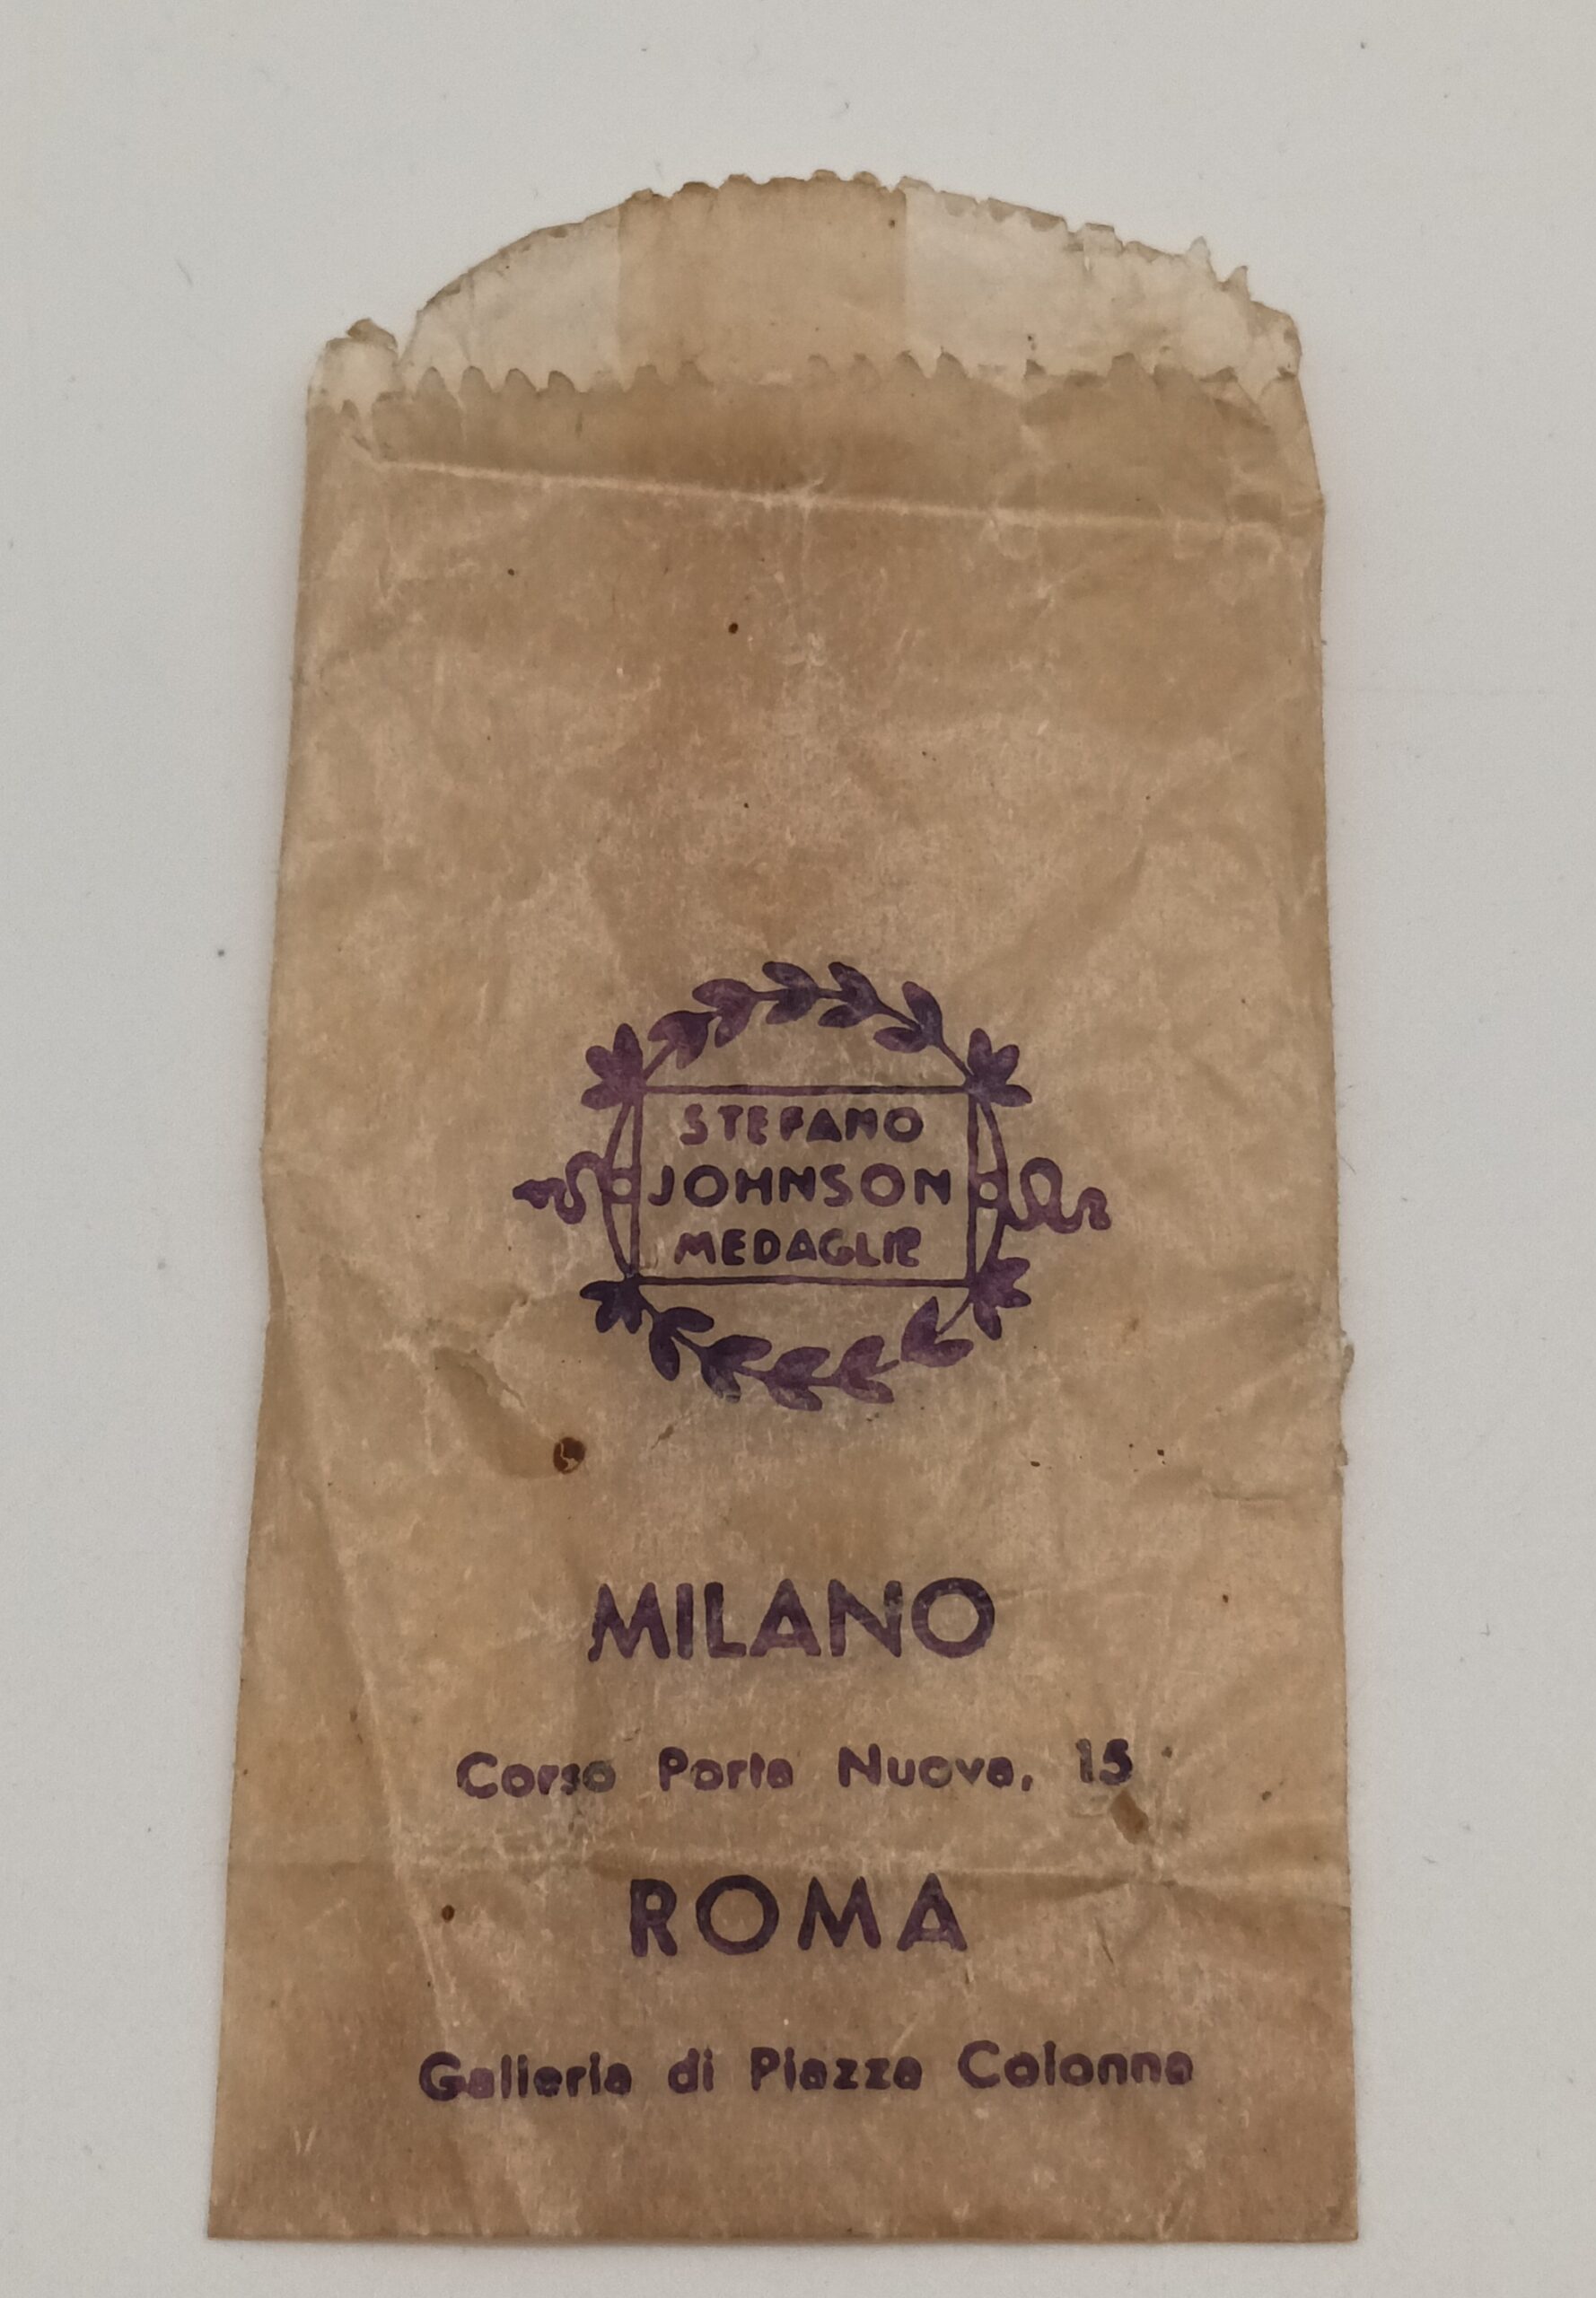 STEFANO
JOHNSON
MEDAGLIE
MILANO
Corso Porta Nuova, 15
ROMA
Galleria di Piazza Colonna